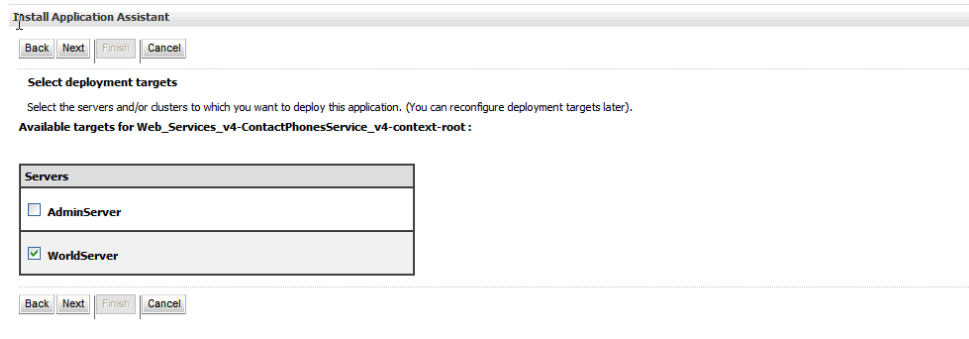 Install Application Assistant
Back Next Finish Cancel
Select deployment targets
Select the servers and/or clusters to which you want to deploy this application. (You can reconfigure deployment targets later).
Available targets for Web_Services_v4-ContactPhonesService_v4-context-root :
Servers
AdminServer
WorldServer
Back Next Finish Cancel